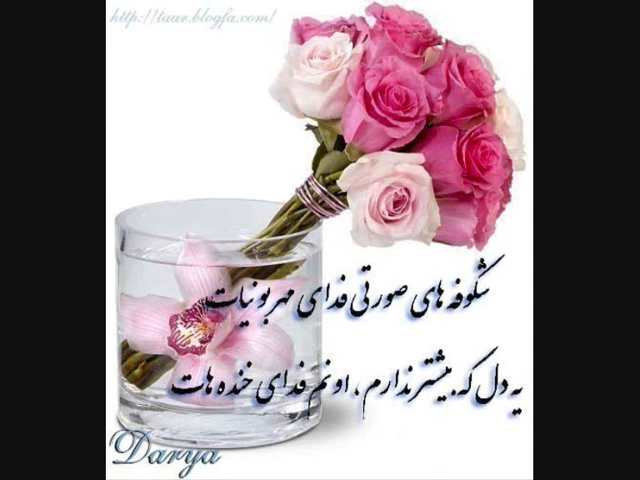 http://taar.blogfa.com/
شکوفه های صورتی فدای مهربونیات
یه دل که بیشتر ندارم، اونم فدای خنده هات
Darya